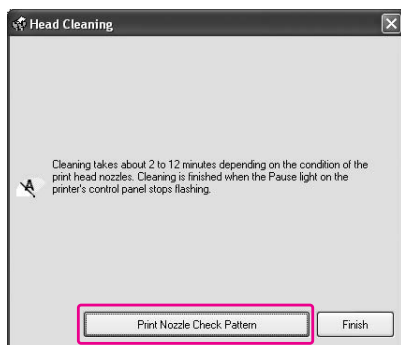 Head Cleaning
Cleaning takes about 2 to 12 minutes depending on the condition of the
print head nozzles. Cleaning is finished when the Pause light on the
printer's control panel stops flashing.
Print Nozzle Check Pattern
Finish